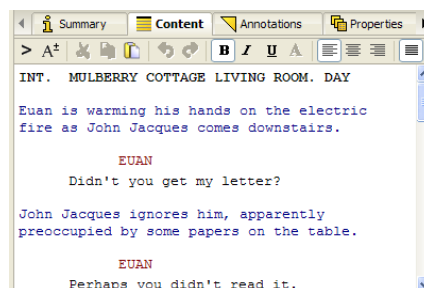 Summary Content Annotations Properties
> A± B I U A
INT. MULBERRY COTTAGE LIVING ROOM. DAY
Euan is warming his hands on the electric
fire as John Jacques comes downstairs.
EUAN
Didn't you get my letter?
John Jacques ignores him, apparently
preoccupied by some papers on the table.
EUAN
Perhaps you didn't read it.